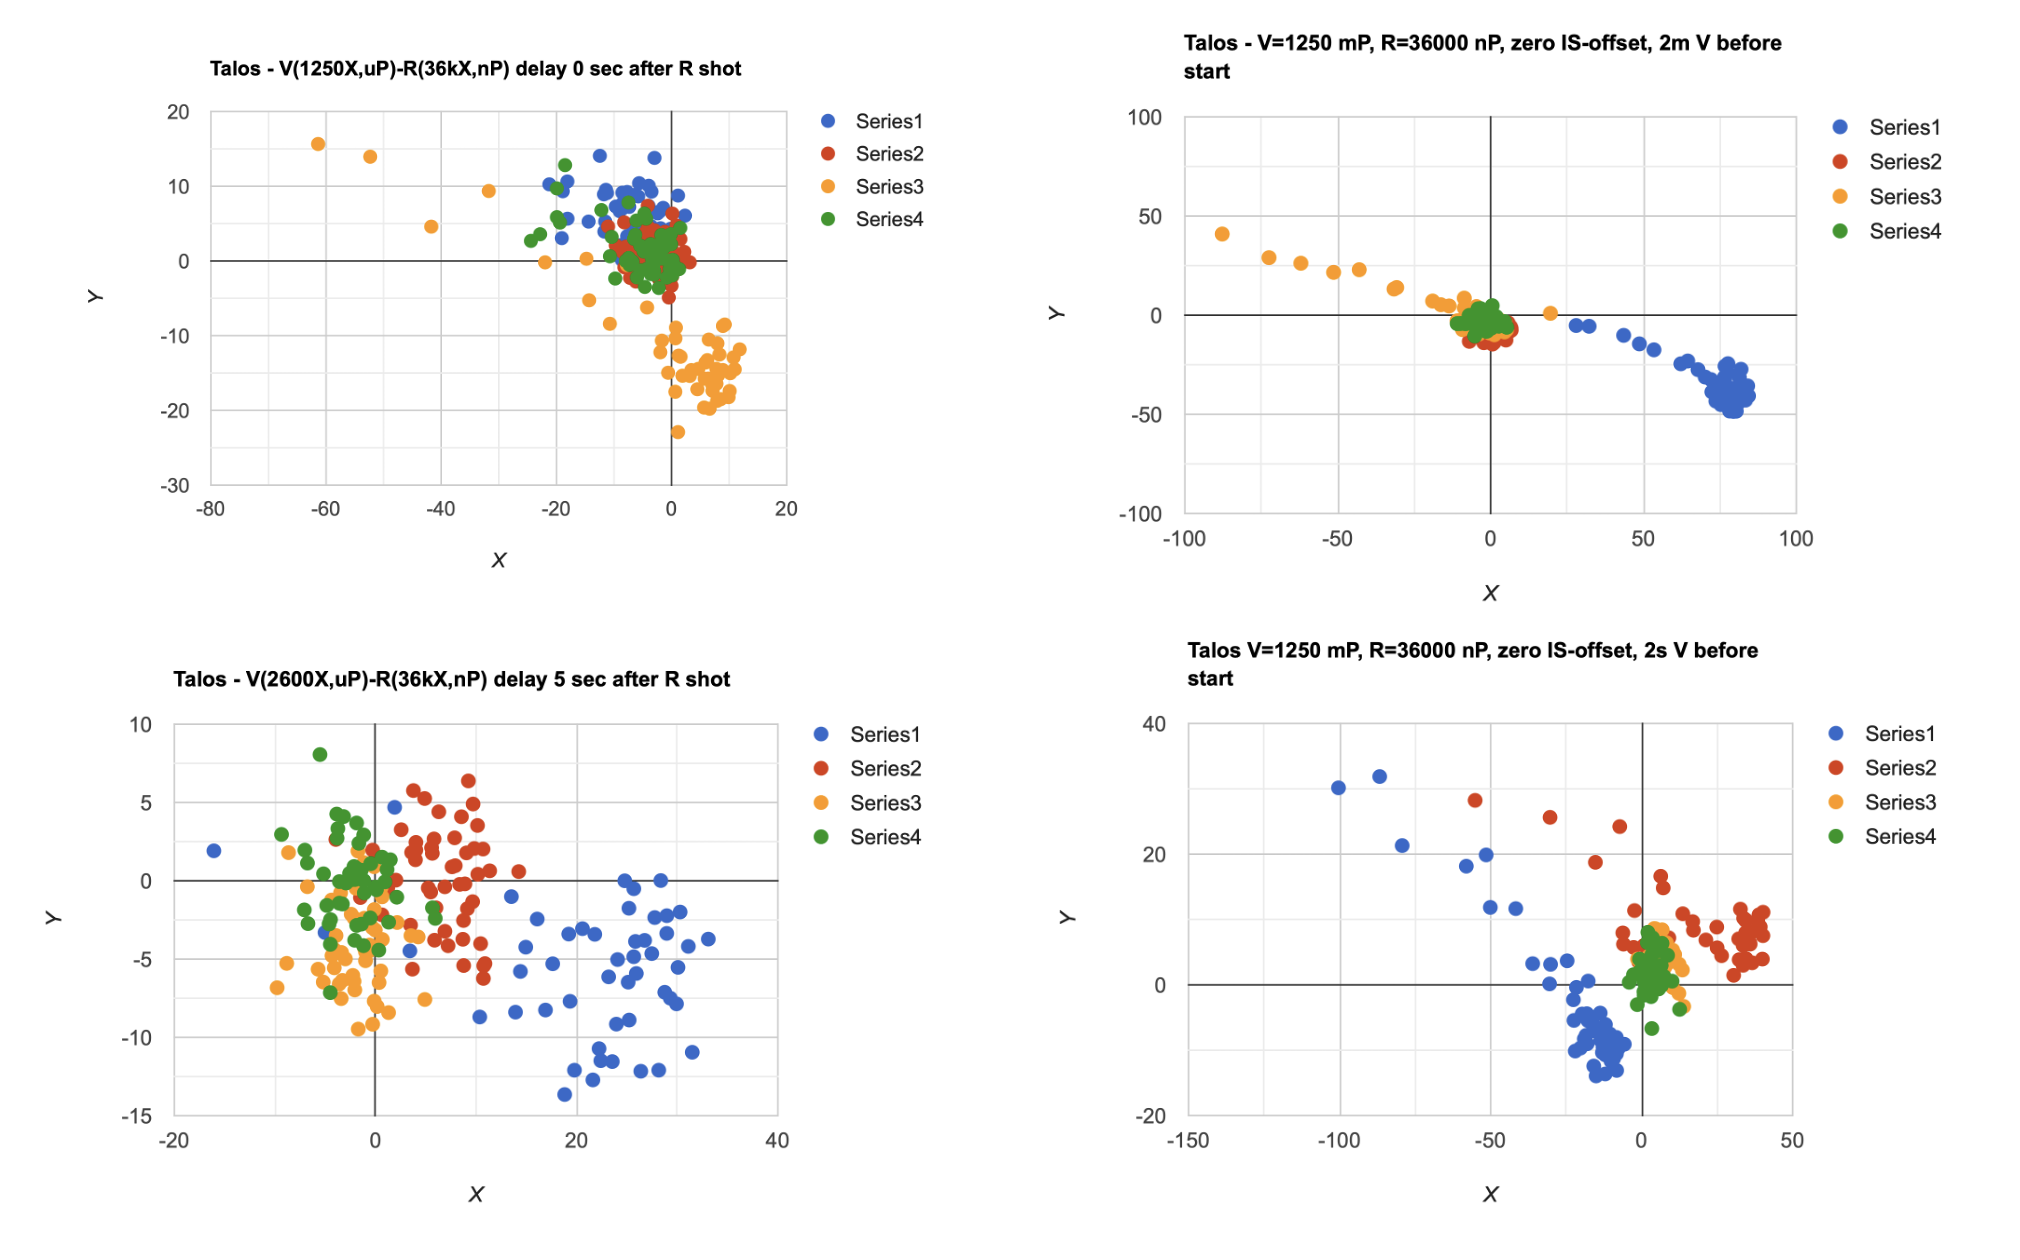 Talos - V(1250X,uP)-R(36kX,nP) delay 0 sec after R shot
20
10
0
-10
-20
-30
-80
-60
-40
-20
0
20
Y
X
Series1
Series2
Series3
Series4
Talos - V=1250 mP, R=36000 nP, zero IS-offset, 2m V before
start
100
50
0
-50
-100
-100
-50
0
50
100
Y
X
Series1
Series2
Series3
Series4
Talos - V(2600X,uP)-R(36kX,nP) delay 5 sec after R shot
10
5
0
-5
-10
-15
-20
0
20
40
Y
X
Series1
Series2
Series3
Series4
Talos V=1250 mP, R=36000 nP, zero IS-offset, 2s V before
start
40
20
0
-20
-150
-100
-50
0
50
Y
X
Series1
Series2
Series3
Series4